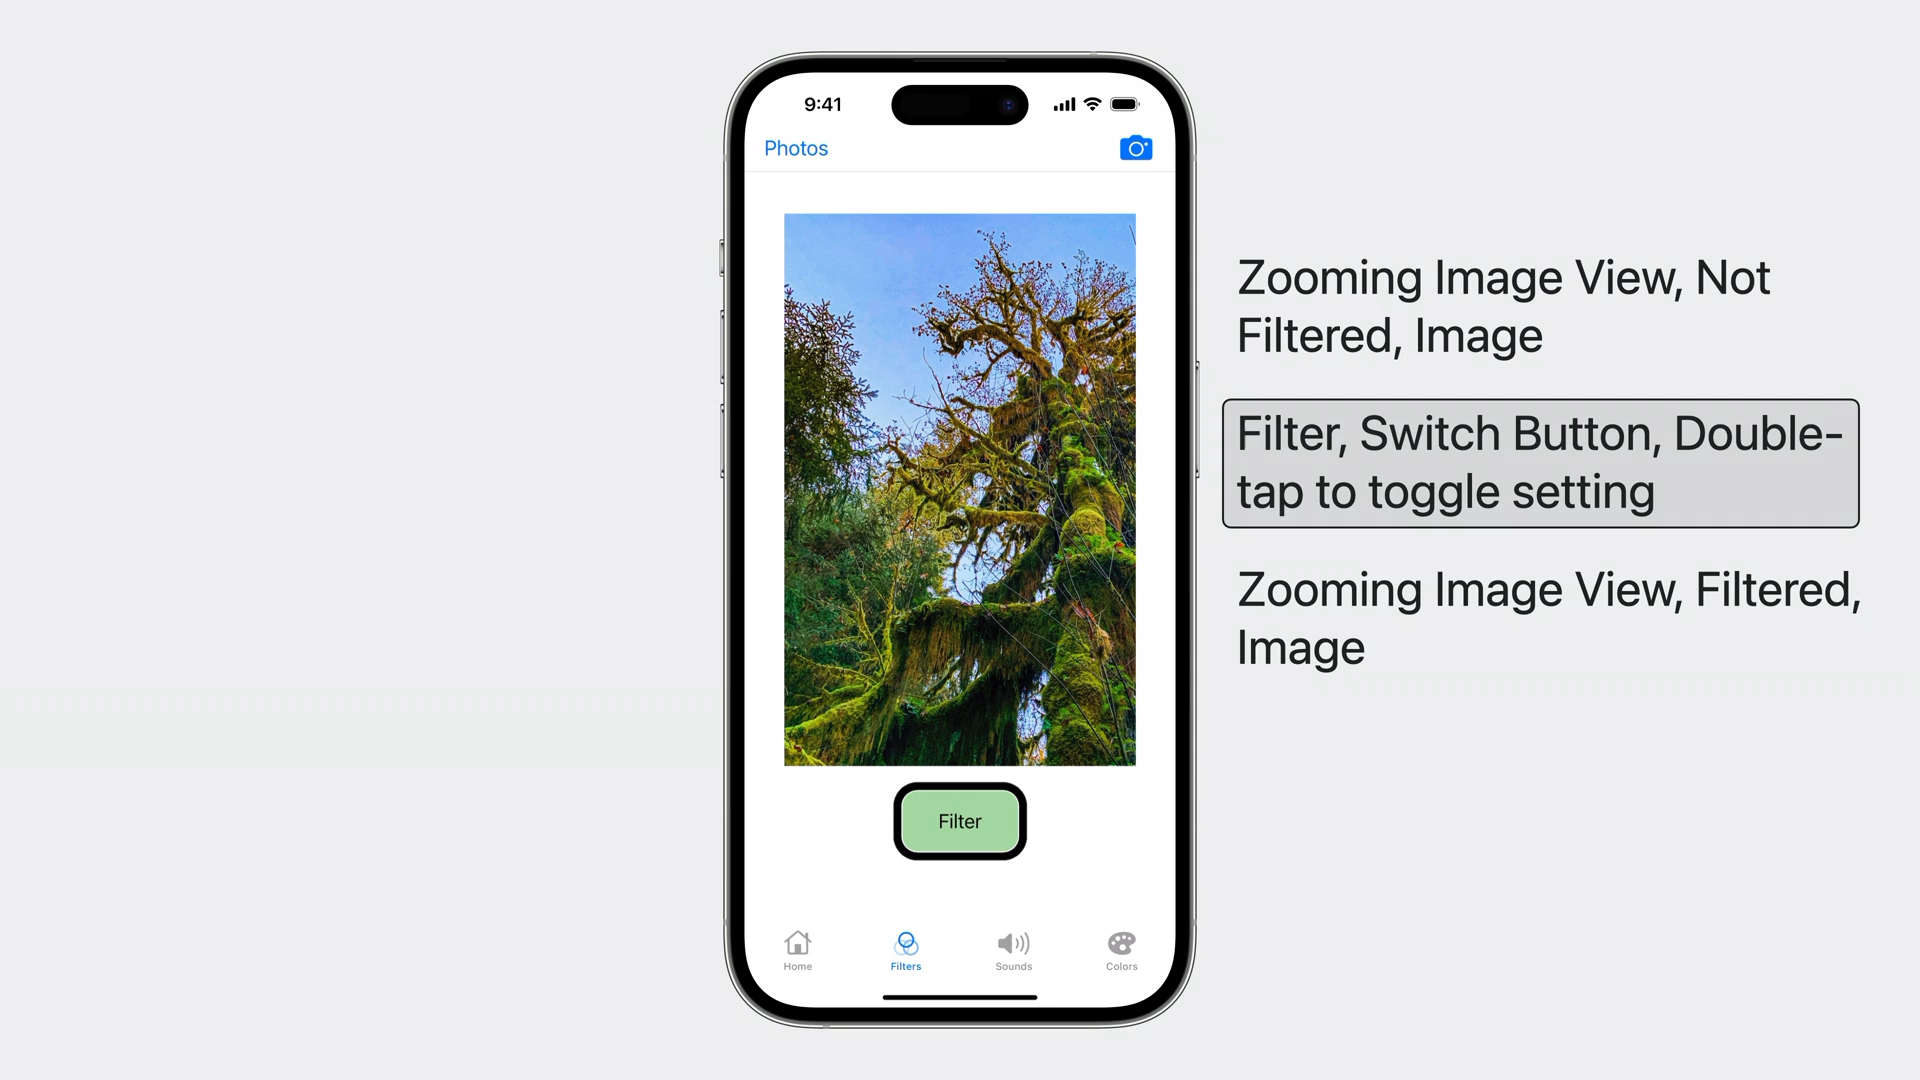 9:41
Photos
Zooming Image View, Not
Filtered, Image
Filter, Switch Button, Double-
tap to toggle setting
Zooming Image View, Filtered,
Image
Filter
Home
Filters
Sounds
Colors